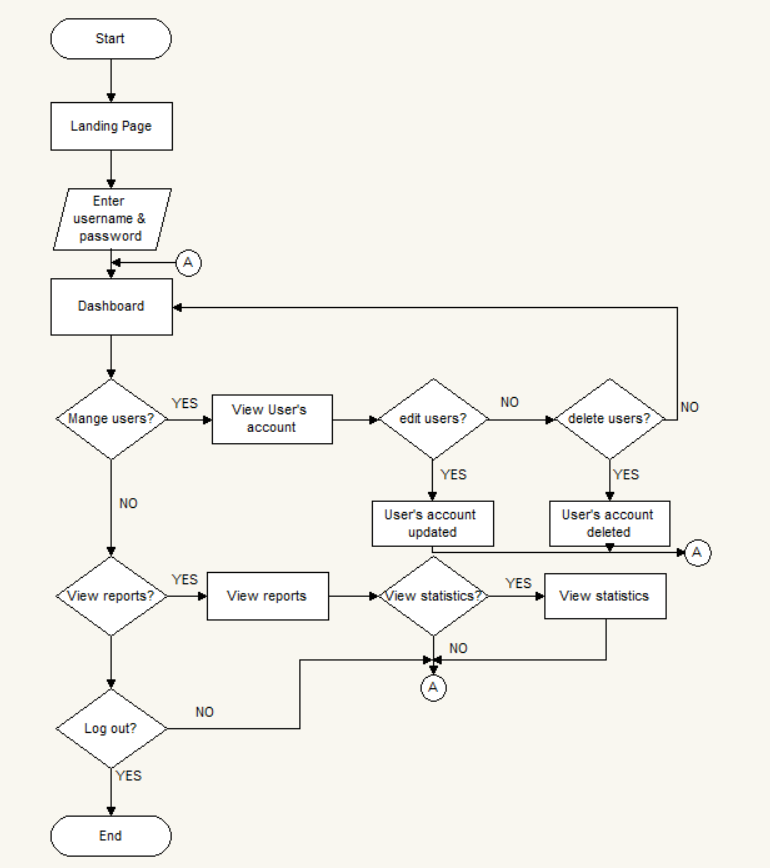 Start
Landing Page
Enter
username &
password
A
Dashboard
Mange users?
YES
View User's
account
edit users?
NO
delete users?
NO
YES
YES
NO
User's account
updated
User's account
deleted
A
View reports?
YES
View reports
View statistics?
YES
View statistics
NO
A
Log out?
NO
YES
End